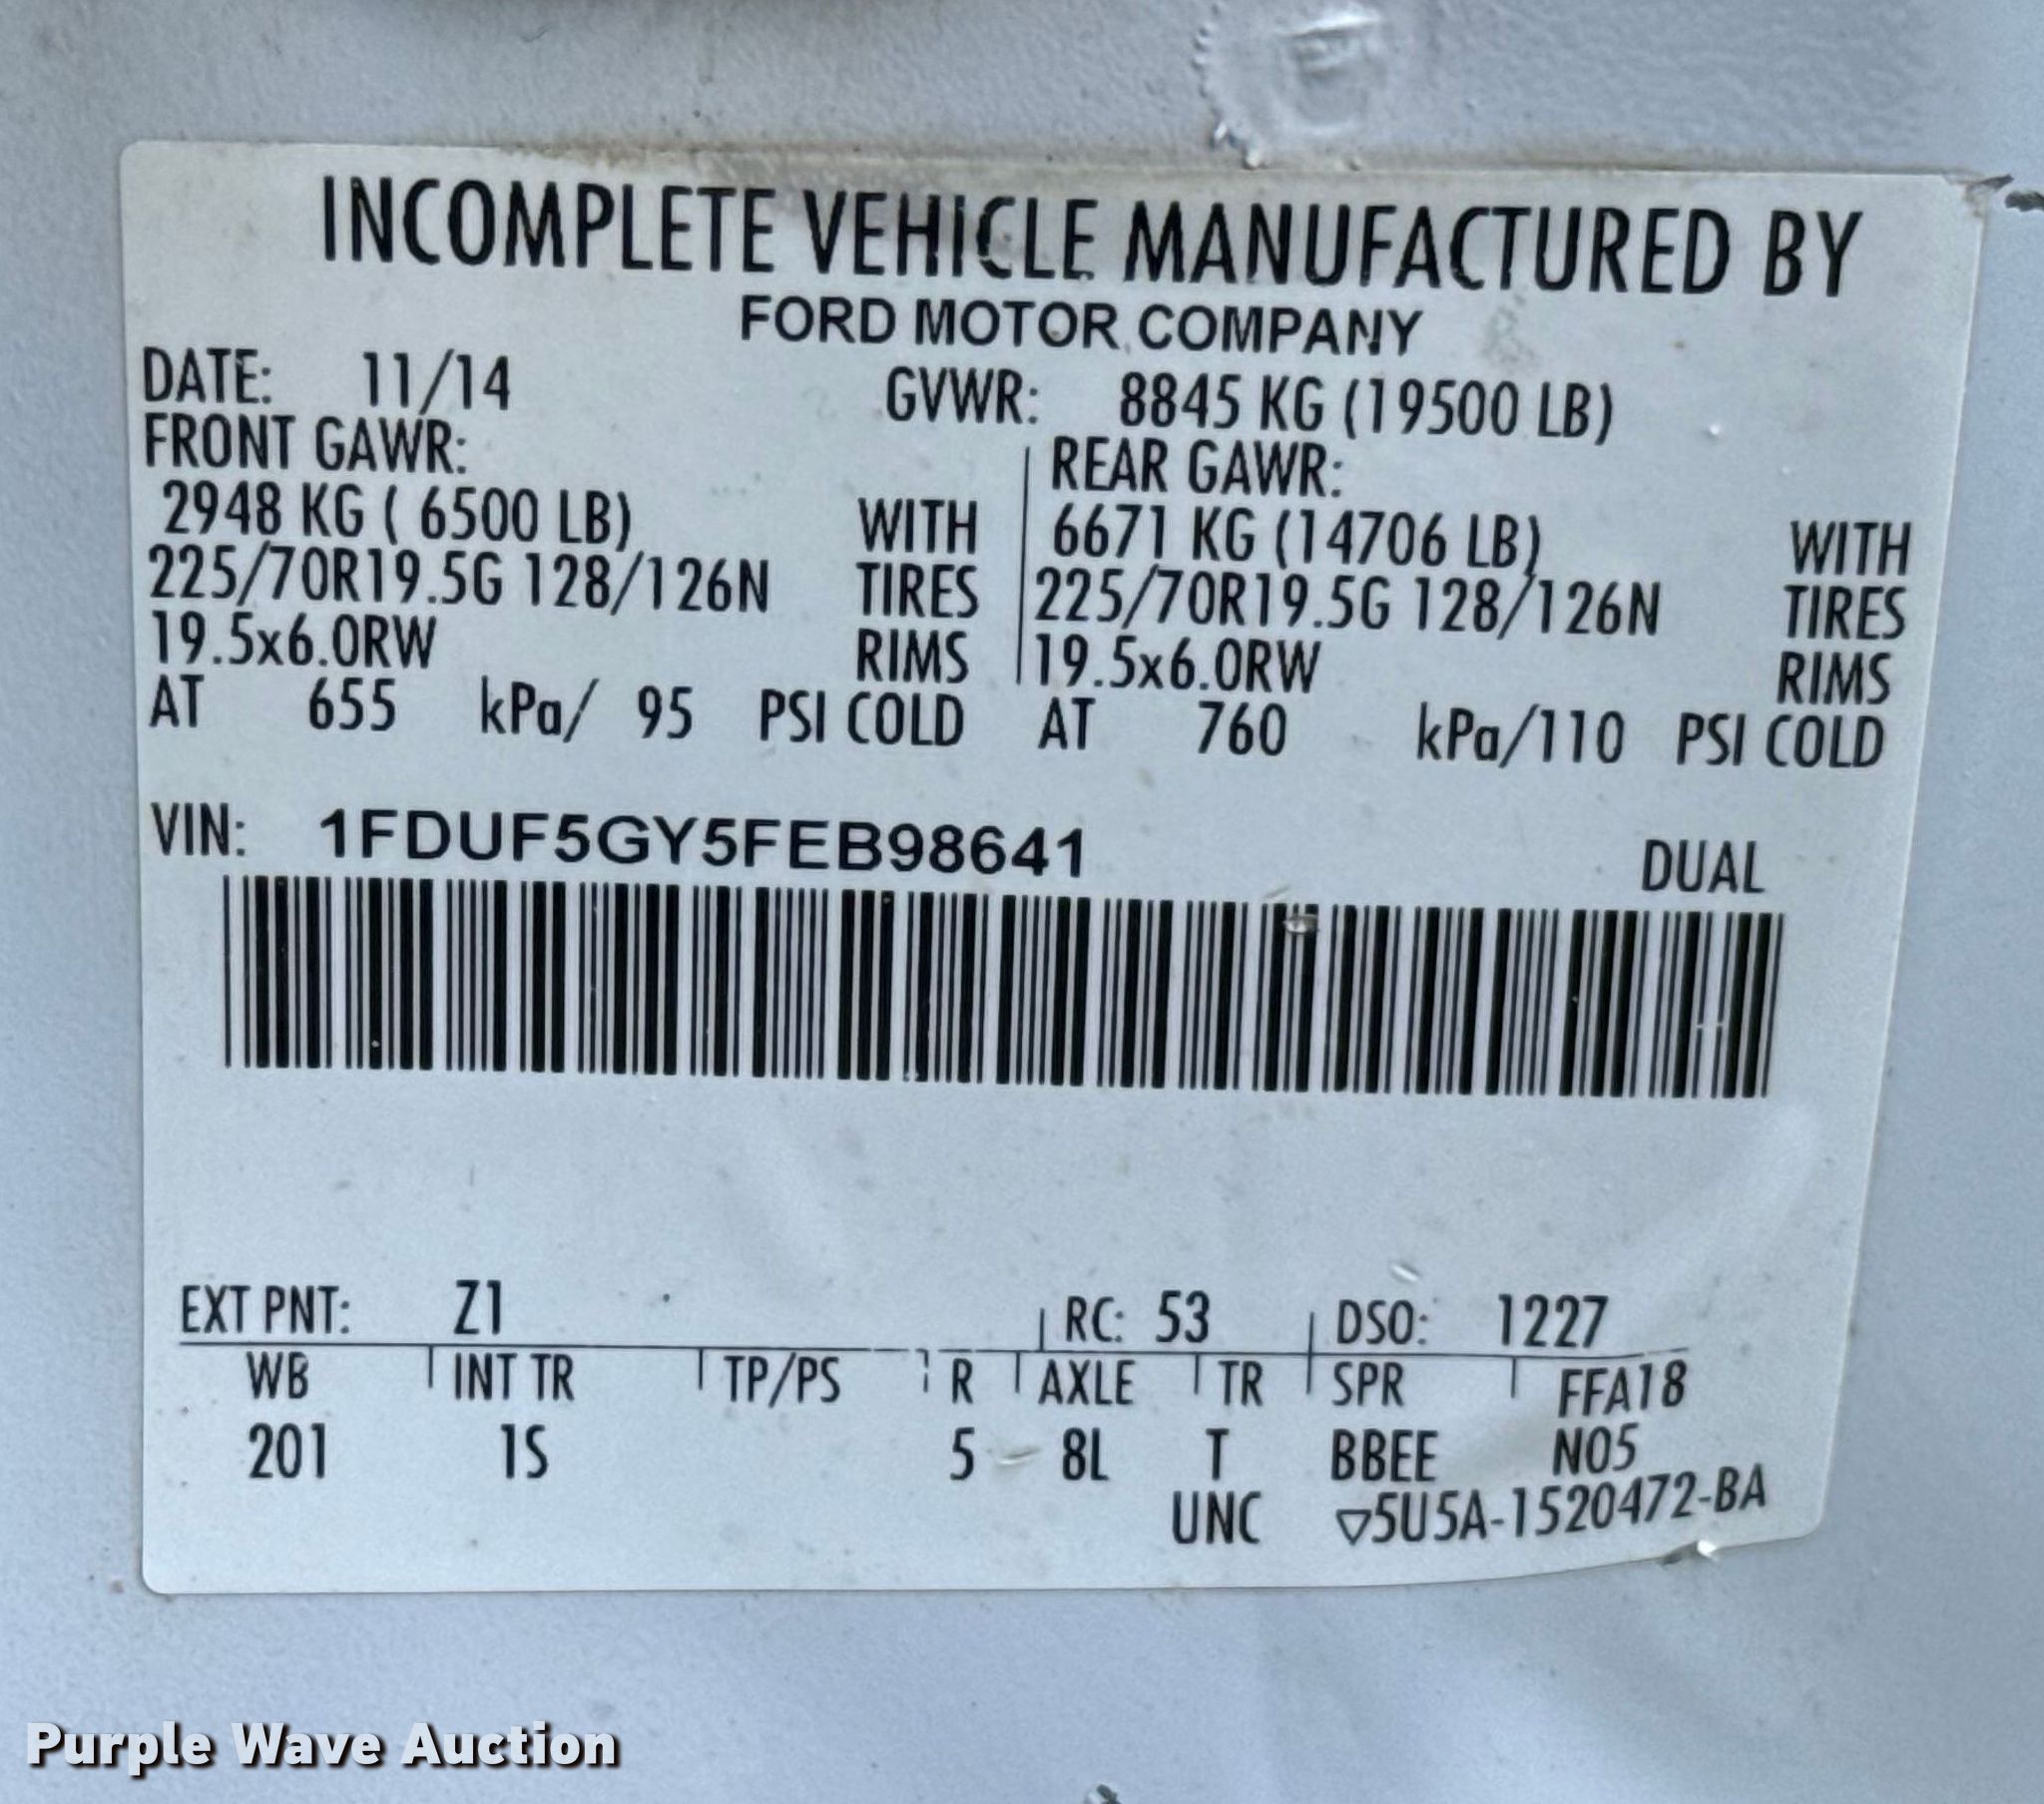 INCOMPLETE VEHICLE MANUFACTURED BY
FORD MOTOR COMPANY
DATE: 11/14 GVWR: 8845 KG (19500 LB)
FRONT GAWR: REAR GAWR:
2948 KG ( 6500 LB) WITH 6671 KG (14706 LB) WITH
225/70R19.5G 128/126N TIRES 225/70R19.5G 128/126N TIRES
19.5x6.0RW RIMS 19.5x6.0RW RIMS
AT 655 kPa/ 95 PSI COLD AT 760 kPa/110 PSI COLD
VIN: 1FDUF5GY5FEB98641 DUAL
EXT PNT: Z1 RC: 53 DSO: 1227
WB INT TR TP/PS R AXLE TR SPR FFA18
201 1S 5 8L T BBEE N05
UNC ▽5U5A-1520472-BA
Purple Wave Auction